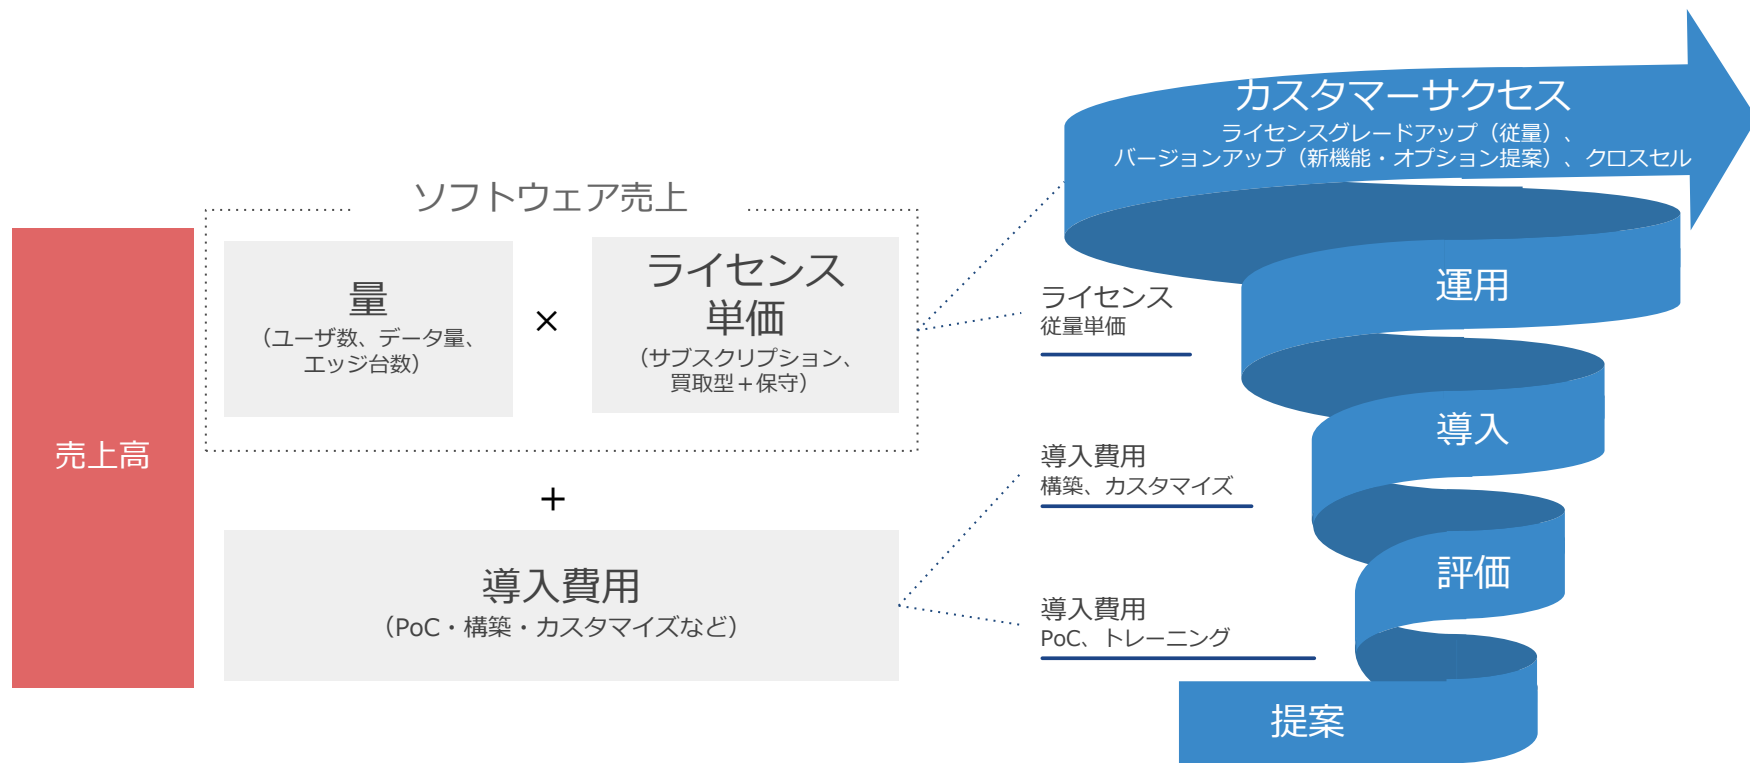 売上高
ソフトウェア売上
量
（ユーザ数、データ量、
エッジ台数）
×
ライセンス
単価
（サブスクリプション、
買取型＋保守）
＋
導入費用
（PoC・構築・カスタマイズなど）
ライセンス
従量単価
導入費用
構築、カスタマイズ
導入費用
PoC、トレーニング
カスタマーサクセス
ライセンスグレードアップ（従量）、
バージョンアップ（新機能・オプション提案）、クロスセル
運用
導入
評価
提案